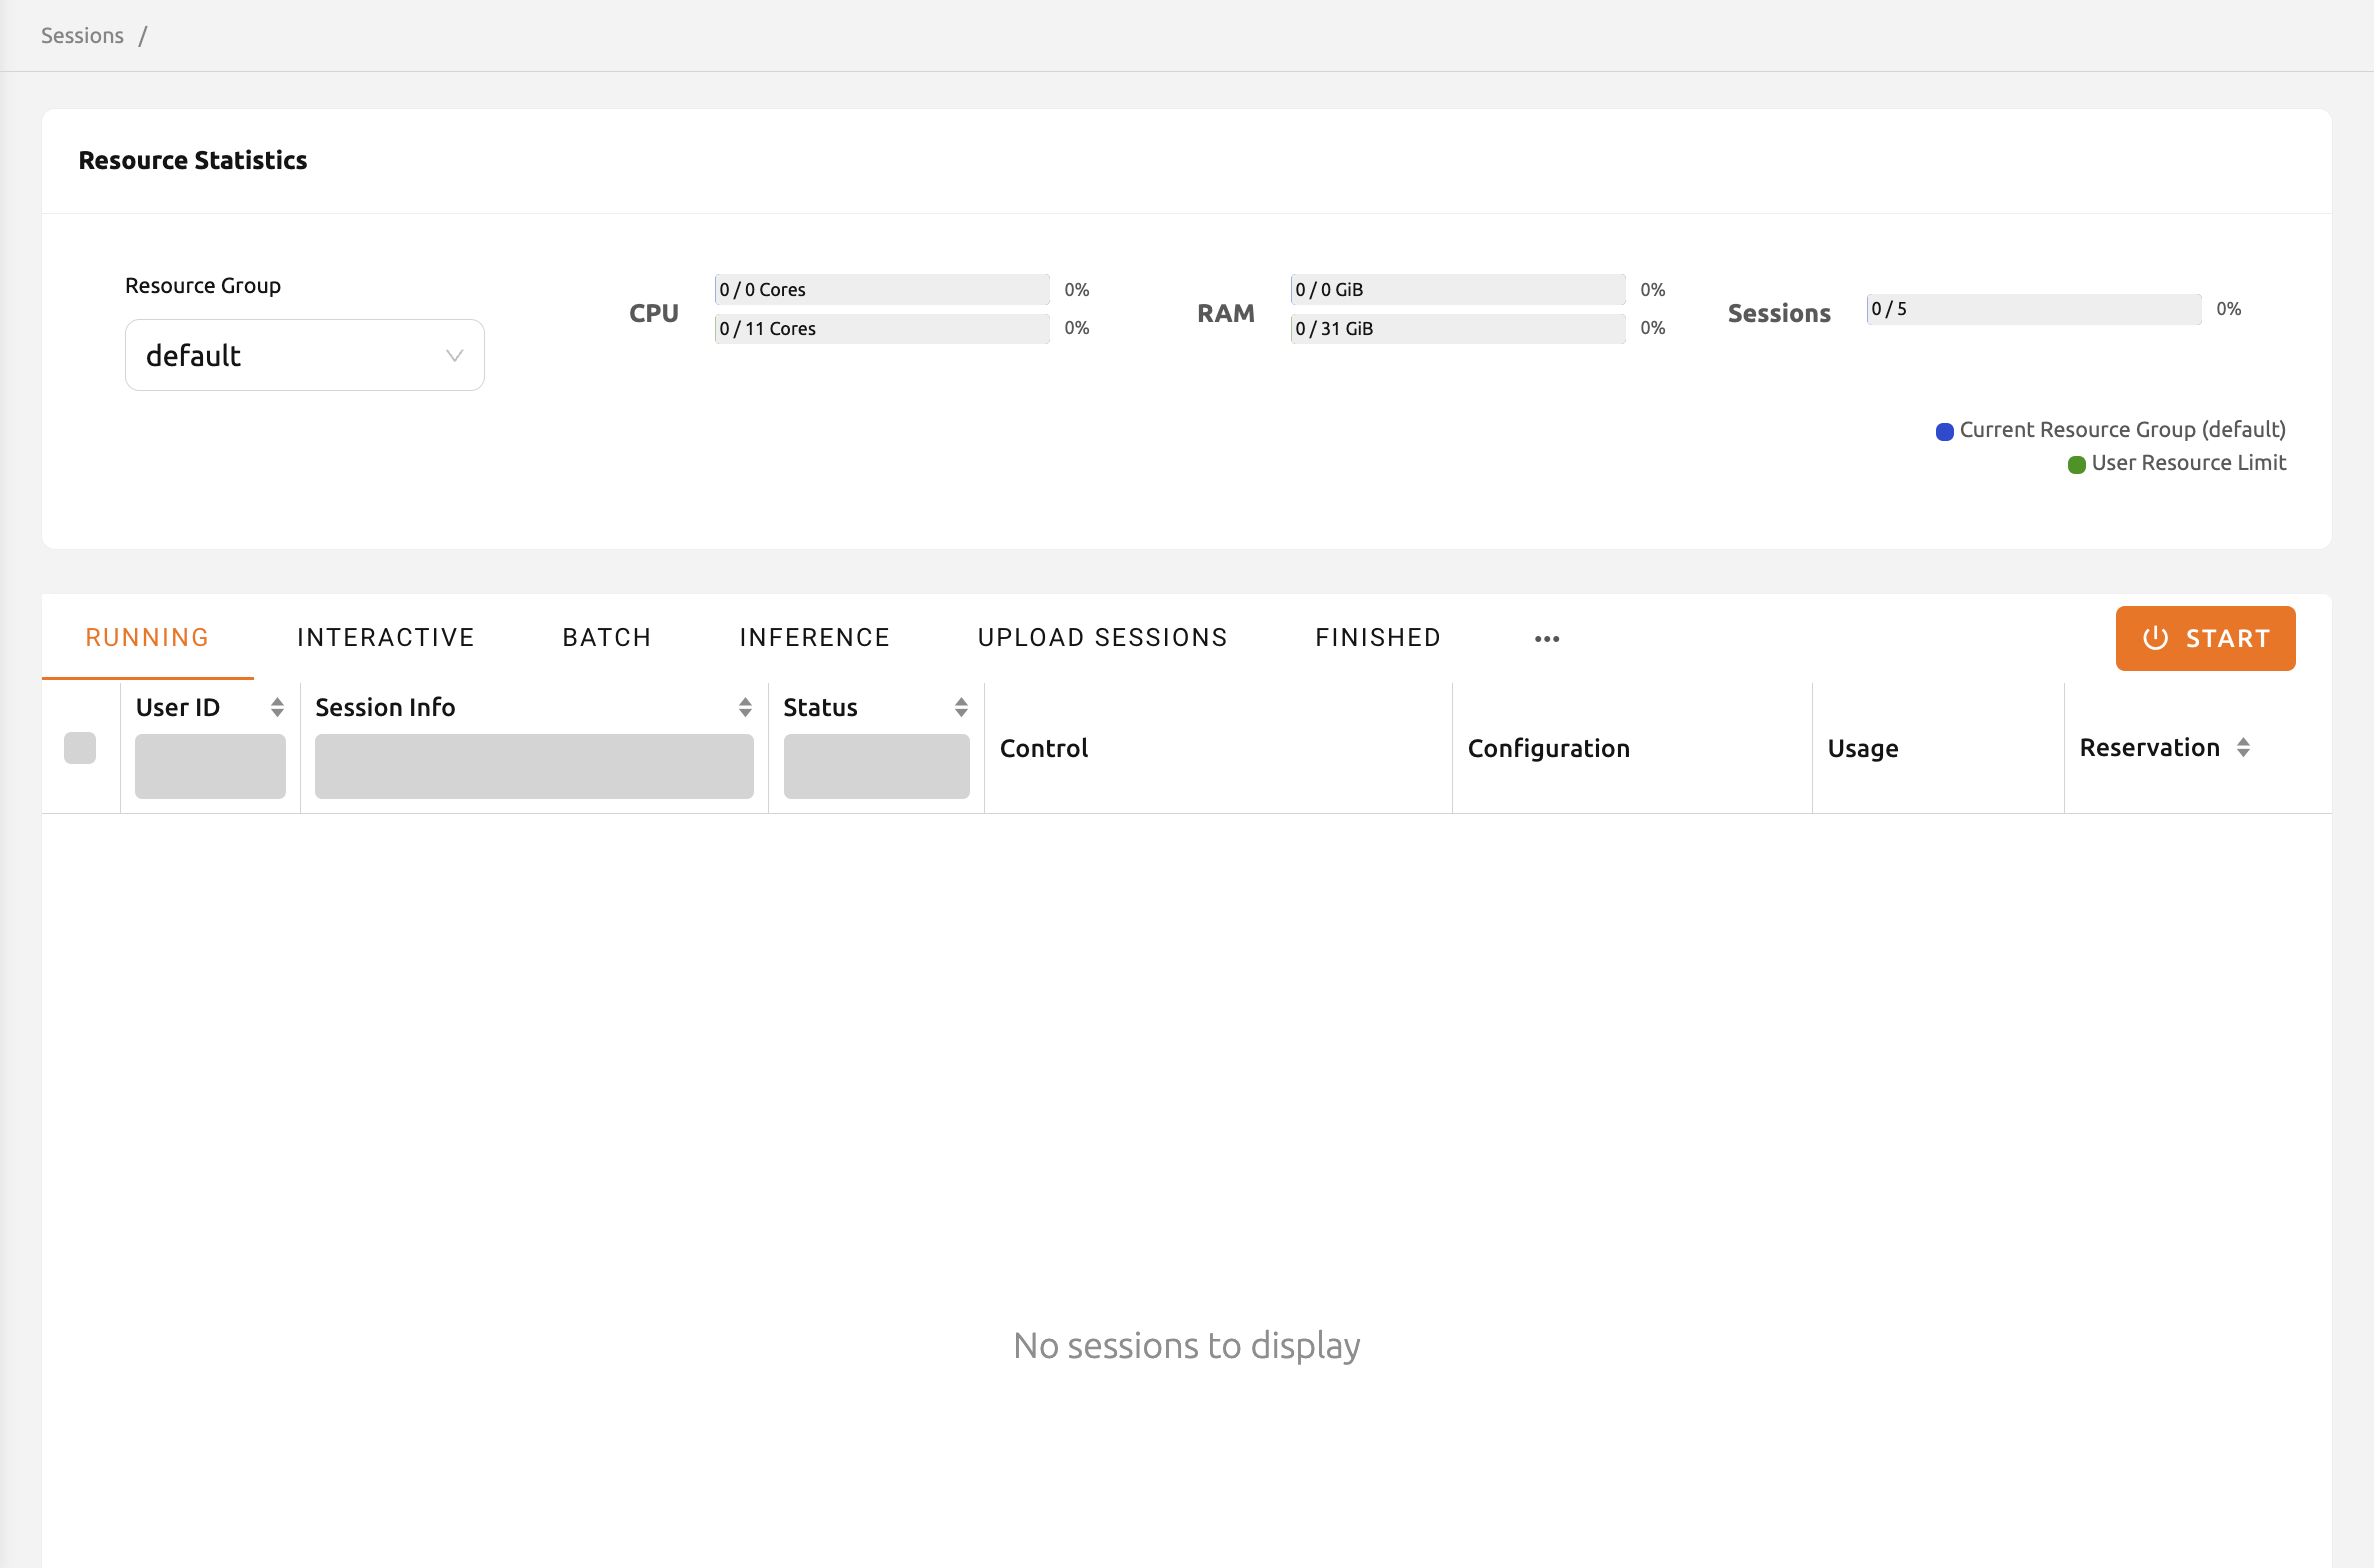 Sessions /
Resource Statistics
Resource Group
default
CPU
0 / 0 Cores 0%
0 / 11 Cores 0%
RAM
0 / 0 GiB 0%
0 / 31 GiB 0%
Sessions
0 / 5 0%
Current Resource Group (default)
User Resource Limit
RUNNING INTERACTIVE BATCH INFERENCE UPLOAD SESSIONS FINISHED ••• START
User ID Session Info Status Control Configuration Usage Reservation
No sessions to display